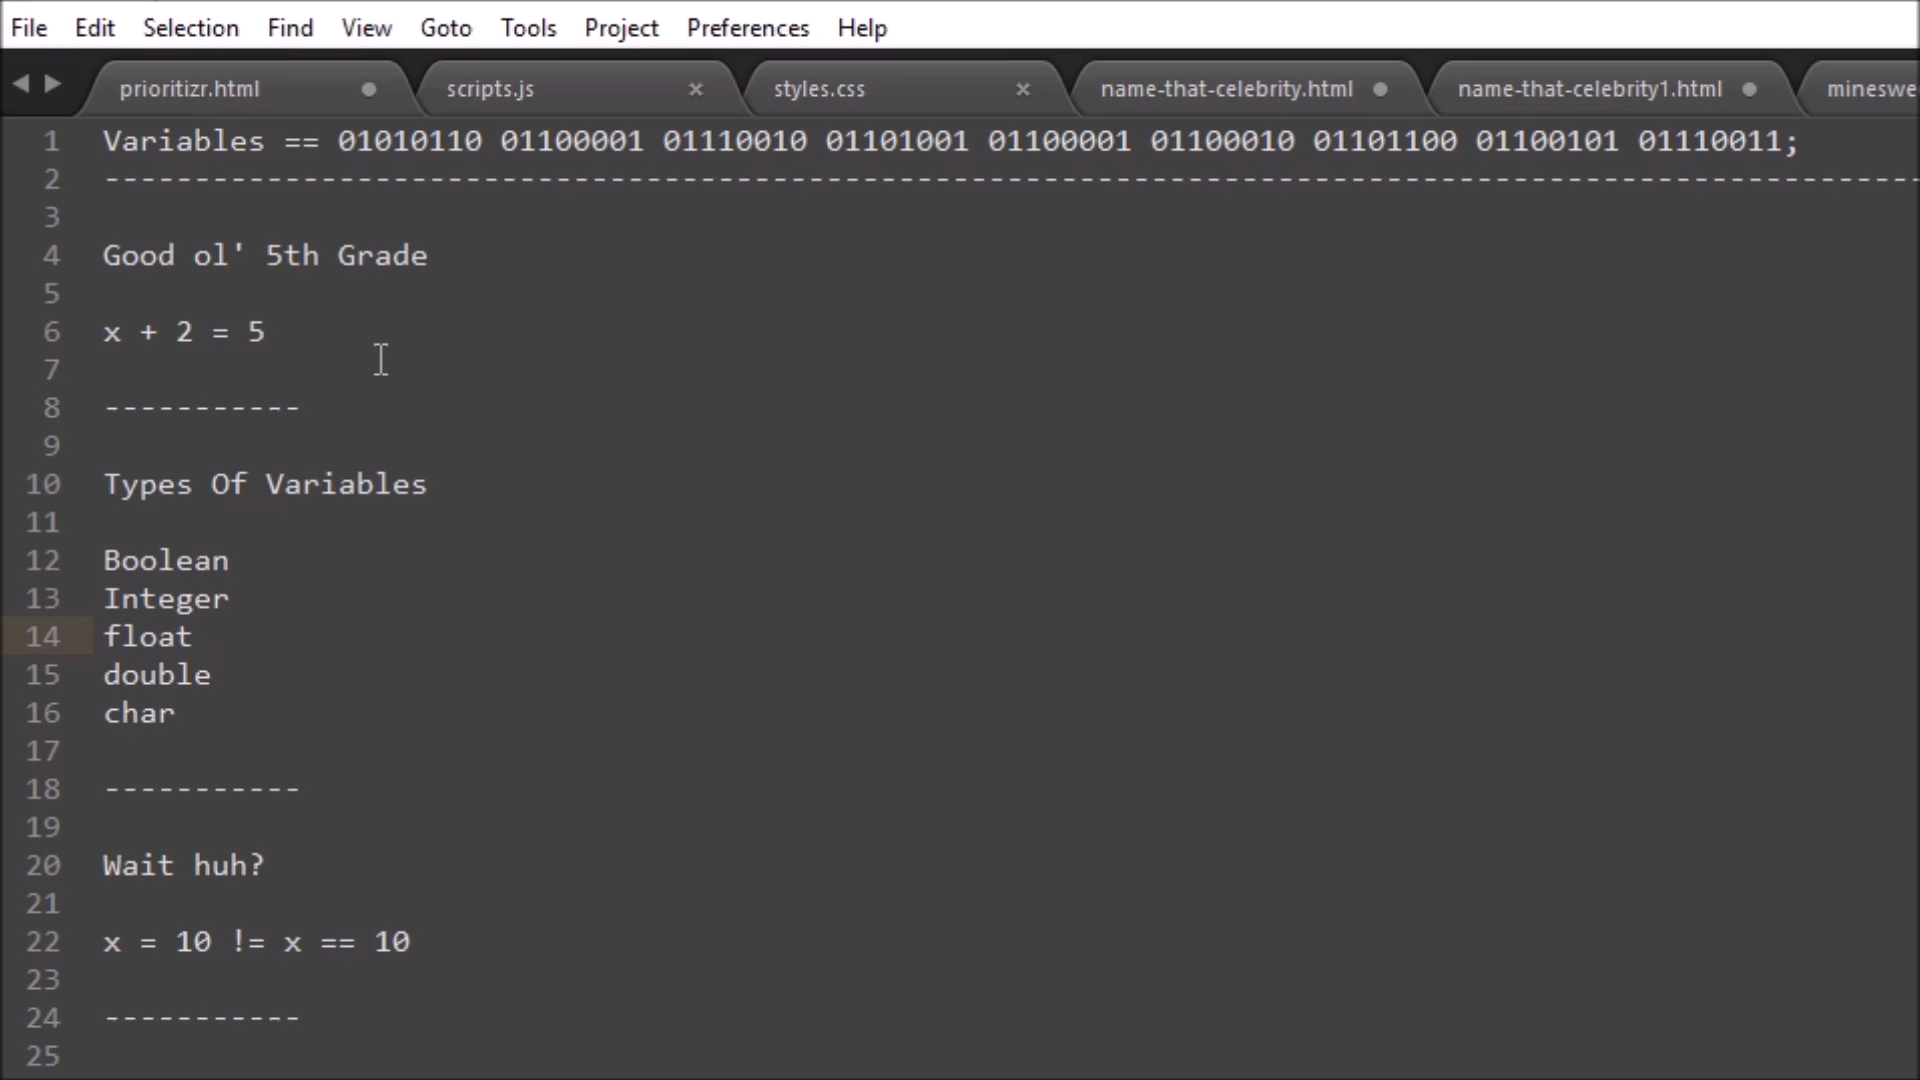 File Edit Selection Find View Goto Tools Project Preferences Help
prioritizr.html scripts.js styles.css name-that-celebrity.html name-that-celebrity1.html mineswe
1 Variables == 01010110 01100001 01110010 01101001 01100001 01100010 01101100 01100101 01110011;
2 ----------------------------------------------------------------------------------------------------
3
4 Good ol' 5th Grade
5
6 x + 2 = 5
7
8 -----------
9
10 Types Of Variables
11
12 Boolean
13 Integer
14 float
15 double
16 char
17
18 -----------
19
20 Wait huh?
21
22 x = 10 != x == 10
23
24 -----------
25